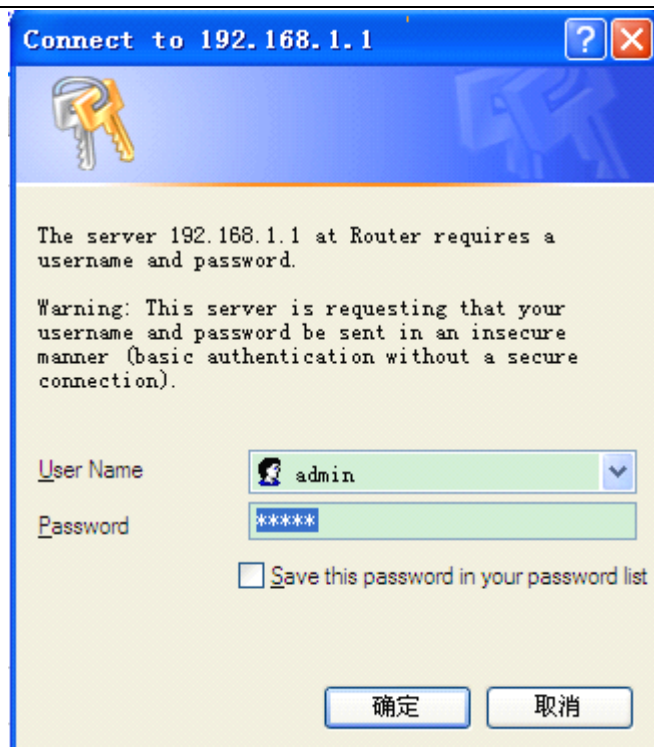 Connect to 192.168.1.1
The server 192.168.1.1 at Router requires a
username and password.
Warning: This server is requesting that your
username and password be sent in an insecure
manner (basic authentication without a secure
connection).
User Name
admin
Password
*****
Save this password in your password list
确定
取消